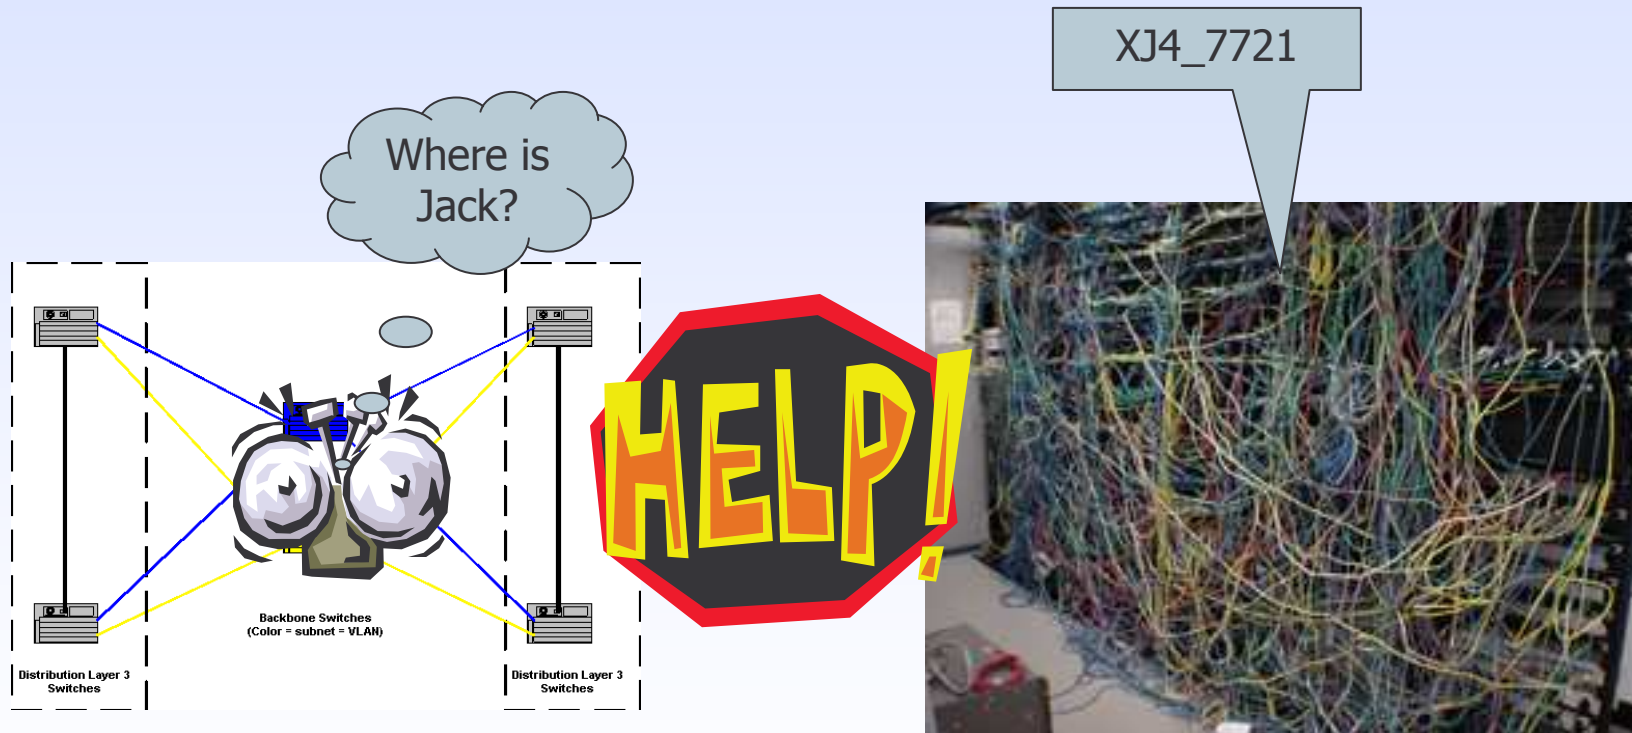 XJ4_7721
Where is
Jack?
HELP!
Backbone Switches
(Color = subnet = VLAN)
Distribution Layer 3
Switches
Distribution Layer 3
Switches